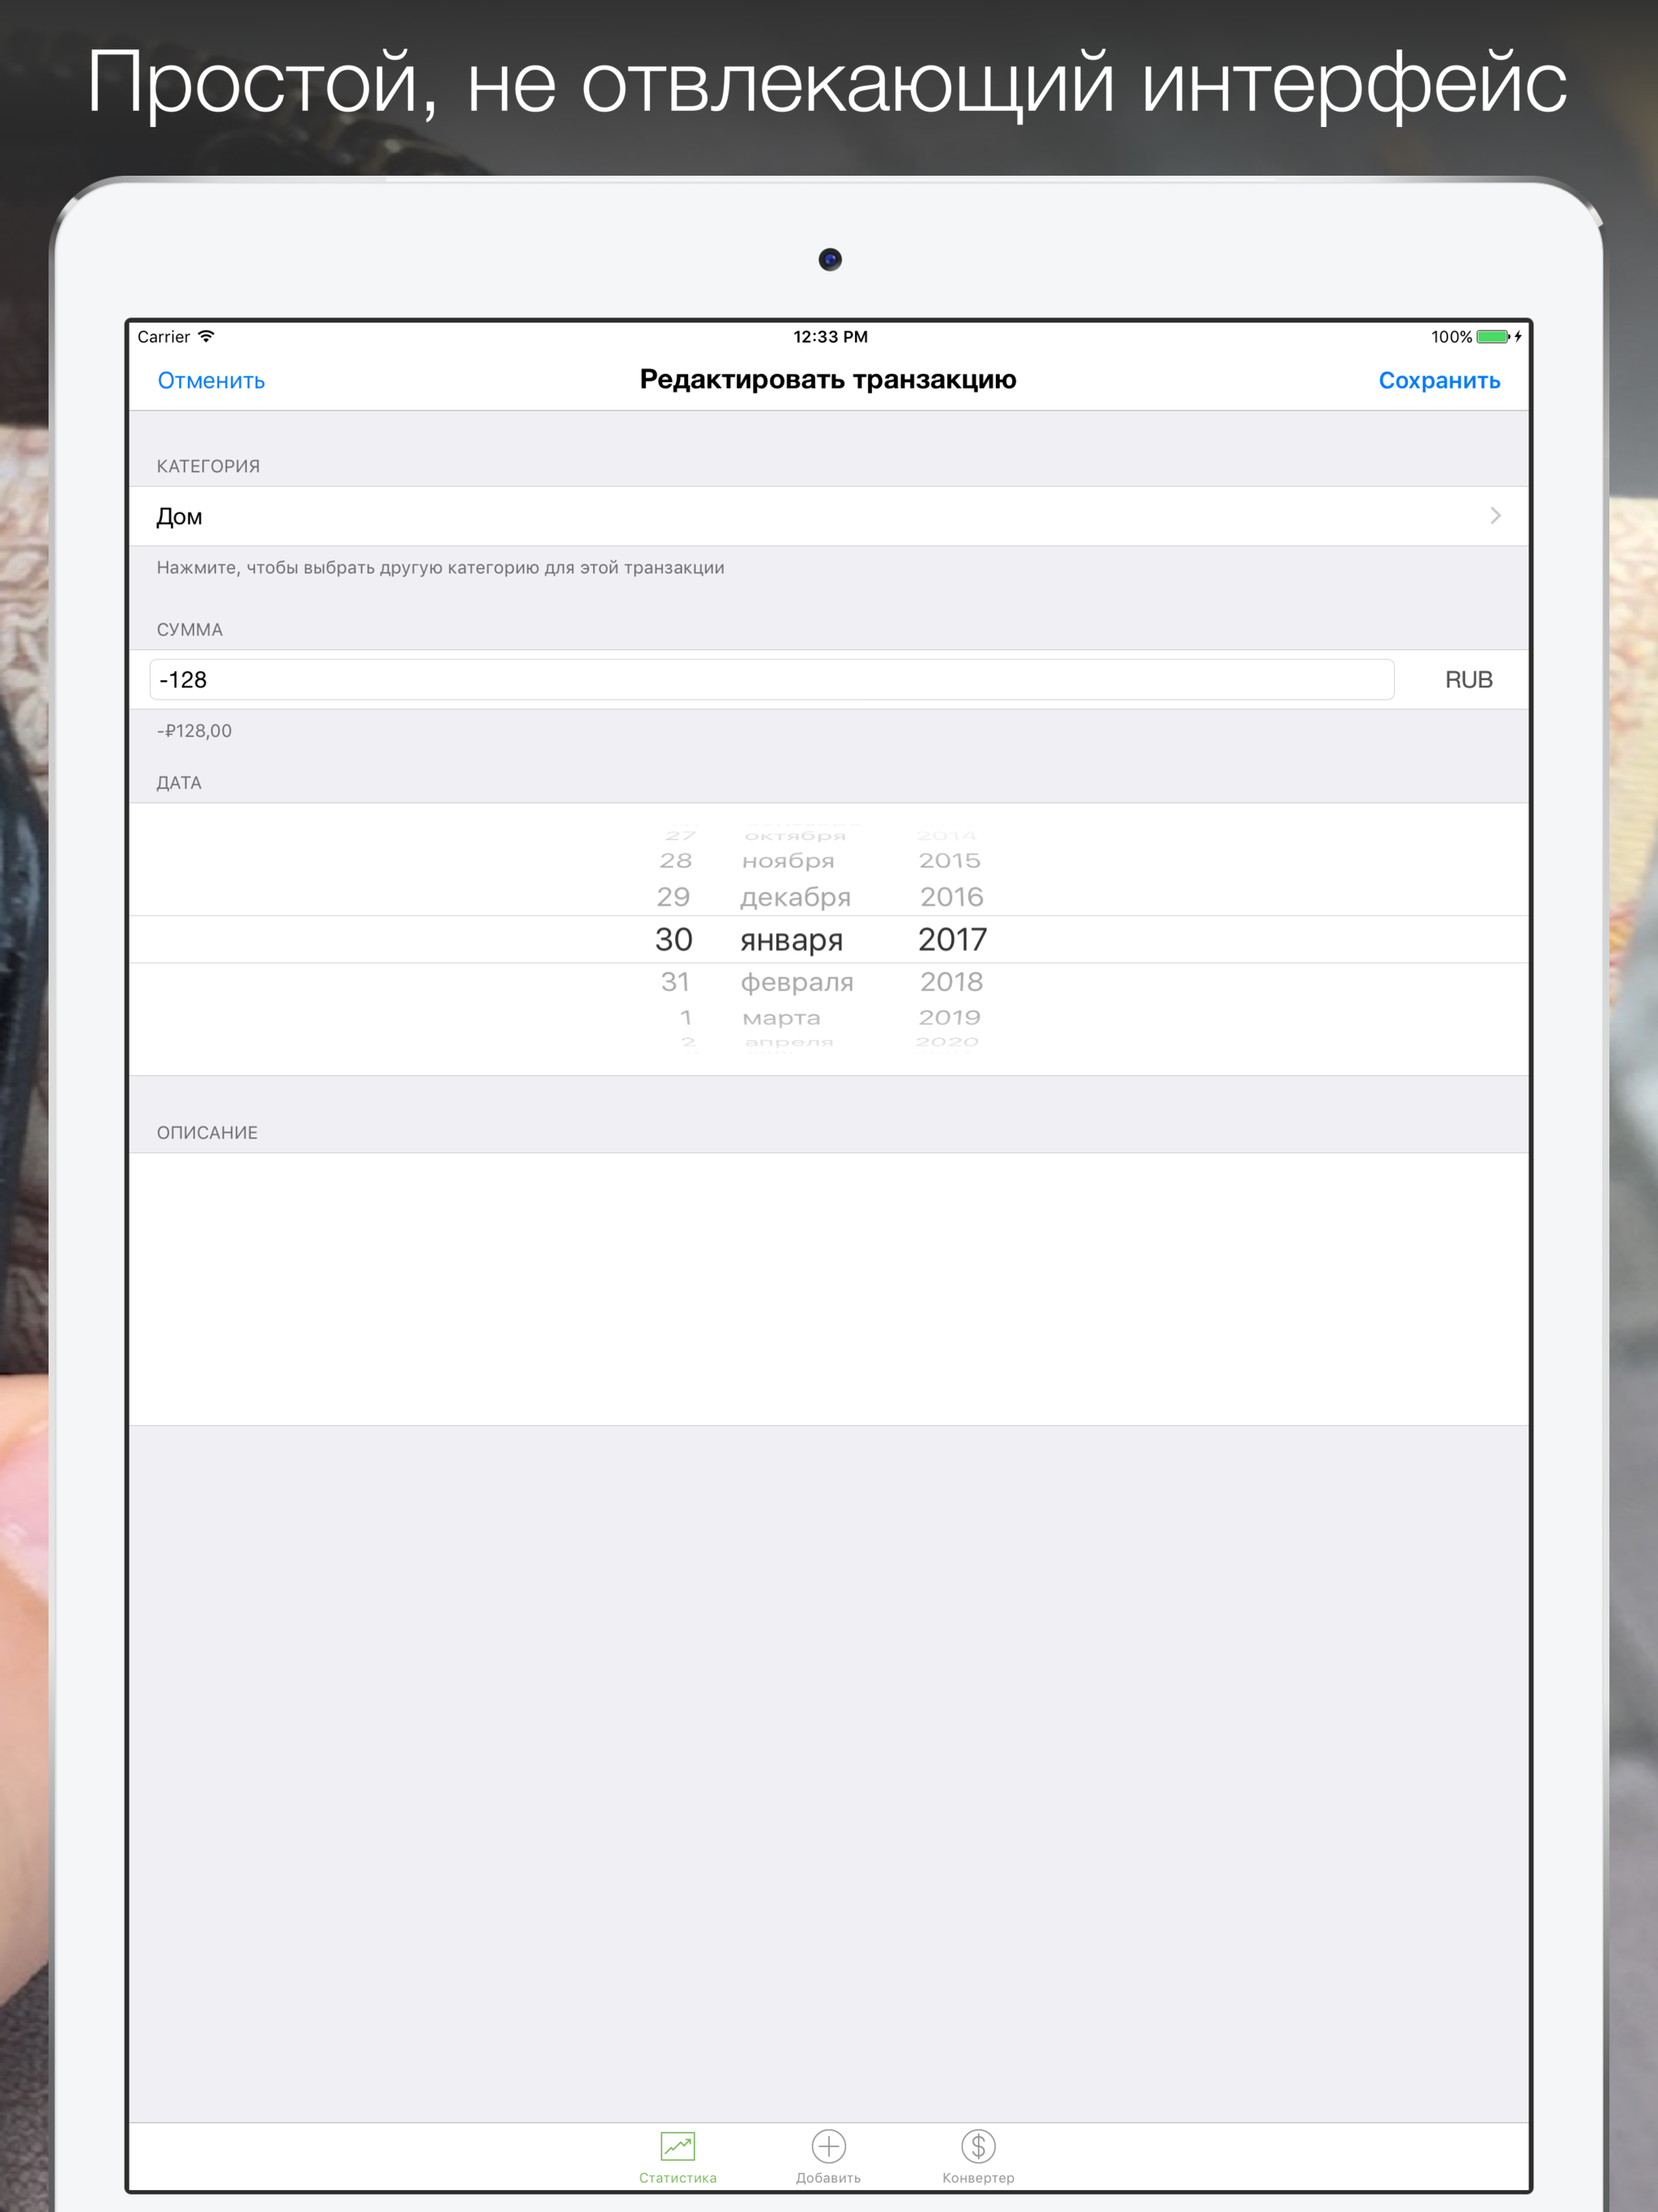 Простой, не отвлекающий интерфейс
Carrier 12:33 PM 100%
Отменить Редактировать транзакцию Сохранить
КАТЕГОРИЯ
Дом
Нажмите, чтобы выбрать другую категорию для этой транзакции
СУММА
-128 RUB
-₽128,00
ДАТА
27 октября 2014
28 ноября 2015
29 декабря 2016
30 января 2017
31 февраля 2018
1 марта 2019
2 апреля 2020
ОПИСАНИЕ
Статистика Добавить Конвертер